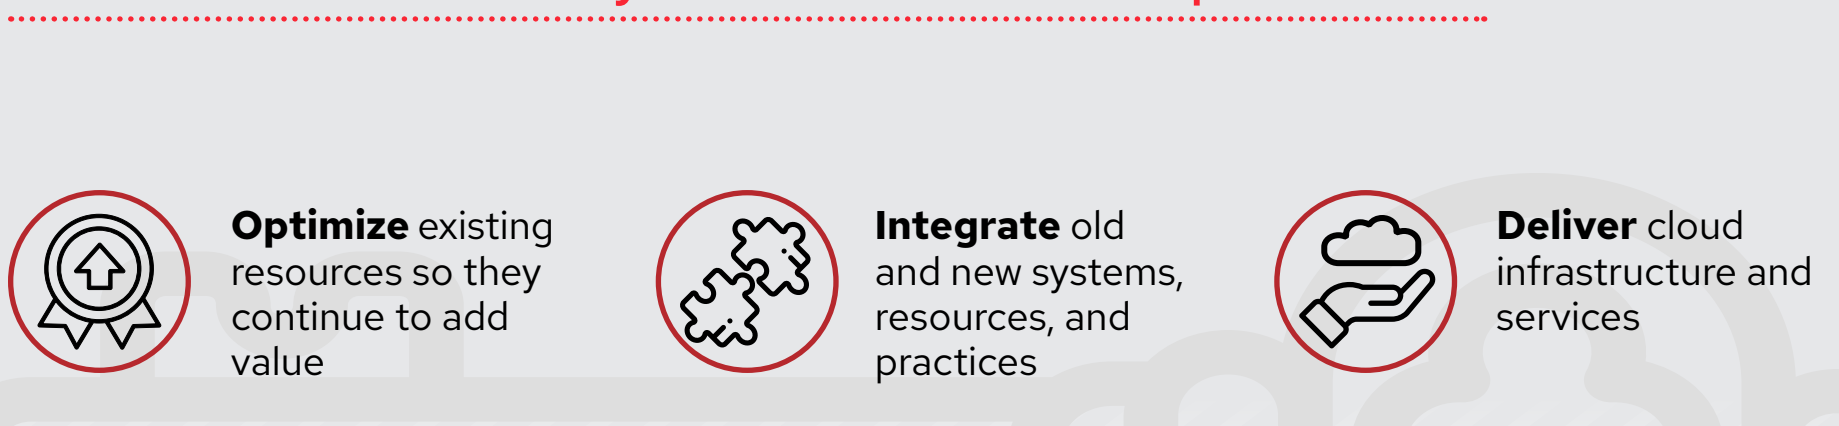 Optimize existing
resources so they
continue to add
value
Integrate old
and new systems,
resources, and
practices
Deliver cloud
infrastructure and
services